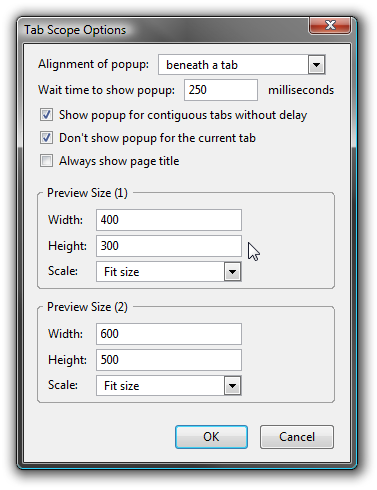 Tab Scope Options
Alignment of popup: beneath a tab
Wait time to show popup: 250 milliseconds
Show popup for contiguous tabs without delay
Don't show popup for the current tab
Always show page title
Preview Size (1)
Width: 400
Height: 300
Scale: Fit size
Preview Size (2)
Width: 600
Height: 500
Scale: Fit size
OK Cancel